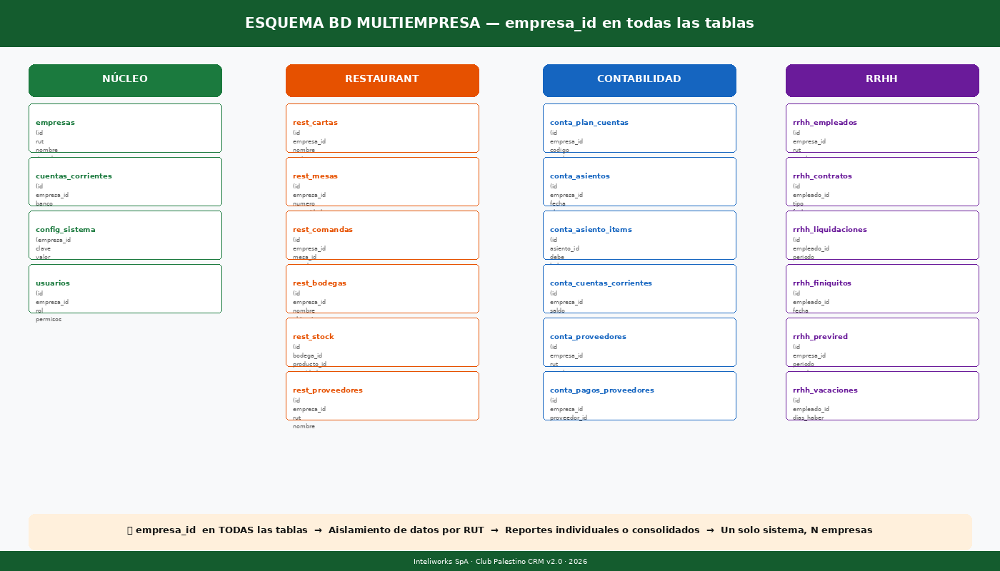 ESQUEMA BD MULTIEMPRESA — empresa_id en todas las tablas
NÚCLEO
empresas
(id
rut
nombre
cuentas_corrientes
(id
empresa_id
banco
config_sistema
(empresa_id
clave
valor
usuarios
(id
empresa_id
rol
permisos
RESTAURANT
rest_cartas
(id
empresa_id
nombre
rest_mesas
(id
empresa_id
numero
rest_comandas
(id
empresa_id
mesa_id
rest_bodegas
(id
empresa_id
nombre
rest_stock
(id
bodega_id
producto_id
rest_proveedores
(id
empresa_id
rut
nombre
CONTABILIDAD
conta_plan_cuentas
(id
empresa_id
codigo
conta_asientos
(id
empresa_id
fecha
conta_asiento_items
(id
asiento_id
debe
conta_cuentas_corrientes
(id
empresa_id
saldo
conta_proveedores
(id
empresa_id
rut
conta_pagos_proveedores
(id
empresa_id
proveedor_id
RRHH
rrhh_empleados
(id
empresa_id
rut
rrhh_contratos
(id
empleado_id
tipo
rrhh_liquidaciones
(id
empleado_id
periodo
rrhh_finiquitos
(id
empleado_id
fecha
rrhh_previred
(id
empresa_id
periodo
rrhh_vacaciones
(id
empleado_id
dias_haber
empresa_id en TODAS las tablas → Aislamiento de datos por RUT → Reportes individuales o consolidados → Un solo sistema, N empresas
Inteliworks SpA · Club Palestino CRM v2.0 · 2026